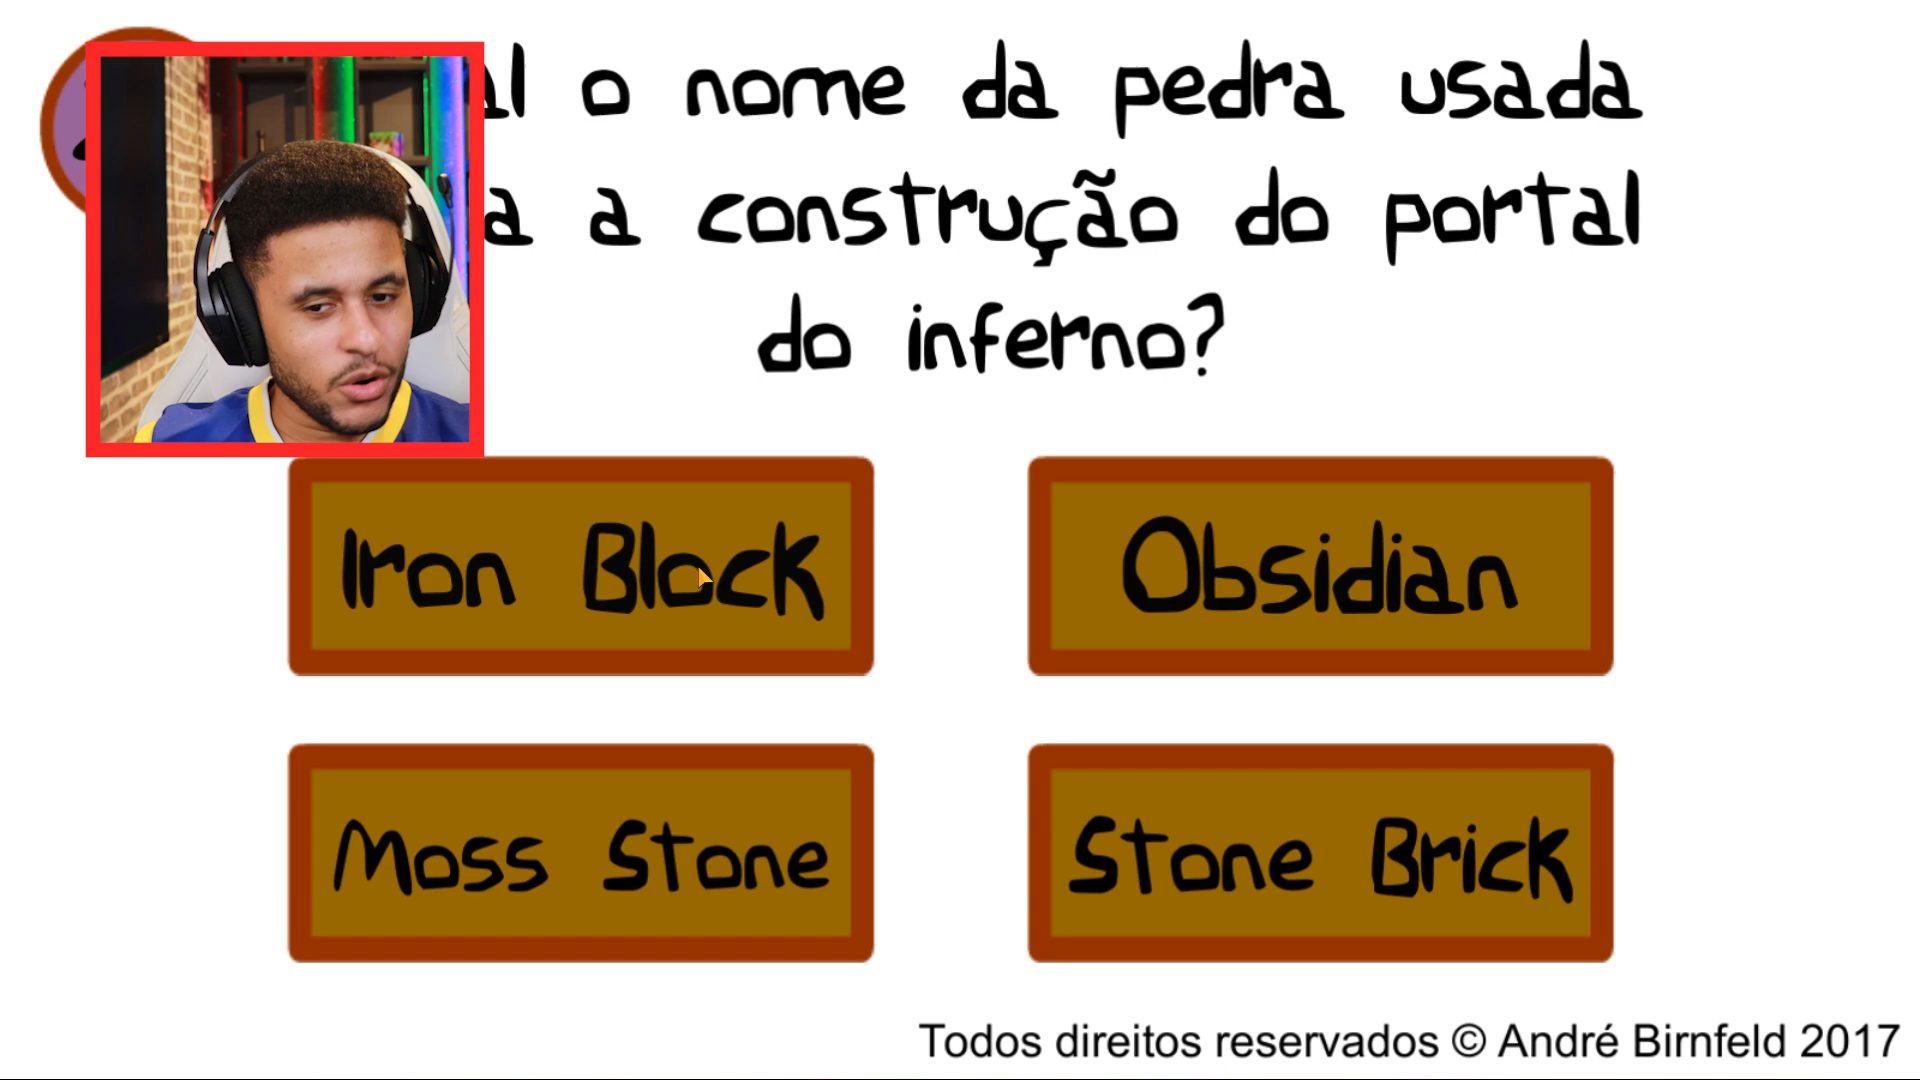 o nome da pedra usada
a construção do portal
do inferno?
Iron Block
Obsidian
Moss Stone
Stone Brick
Todos direitos reservados © André Birnfeld 2017